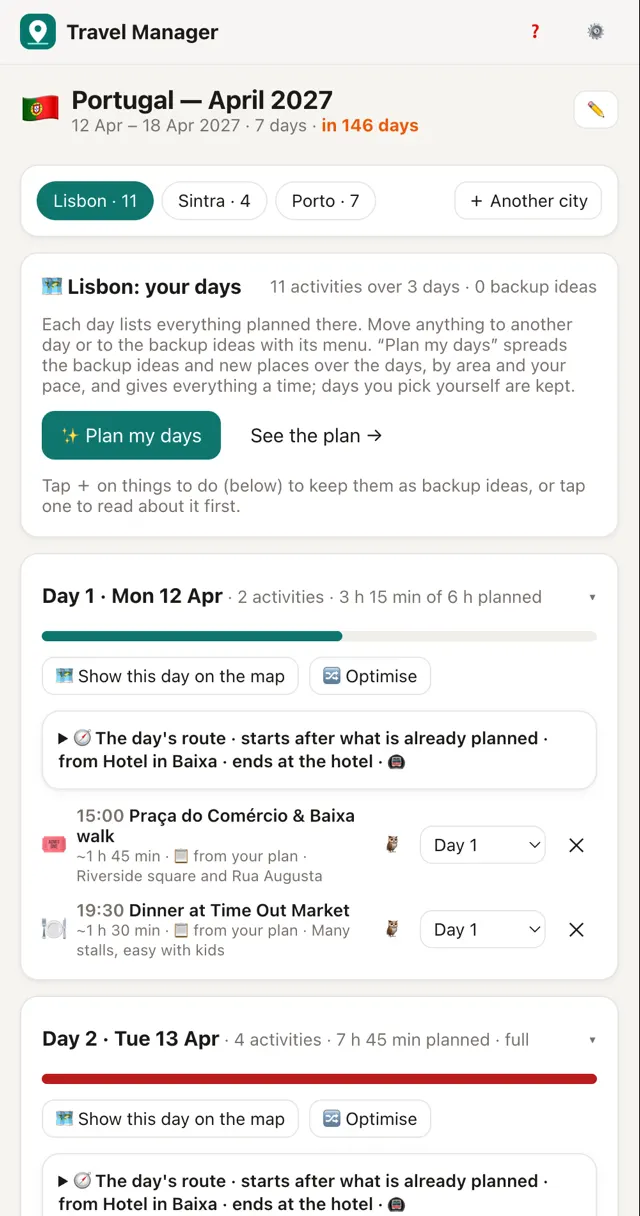 Travel Manager
❓ ⚙️
🇵🇹 Portugal — April 2027
12 Apr – 18 Apr 2027 · 7 days · in 146 days
✏️
Lisbon · 11 Sintra · 4 Porto · 7 + Another city
🗺️ Lisbon: your days 11 activities over 3 days · 0 backup ideas
Each day lists everything planned there. Move anything to another
day or to the backup ideas with its menu. “Plan my days” spreads
the backup ideas and new places over the days, by area and your
pace, and gives everything a time; days you pick yourself are kept.
✨ Plan my days See the plan →
Tap + on things to do (below) to keep them as backup ideas, or tap
one to read about it first.
Day 1 · Mon 12 Apr · 2 activities · 3 h 15 min of 6 h planned ▾
🗺️ Show this day on the map 🔀 Optimise
▶ 🧭 The day's route · starts after what is already planned ·
from Hotel in Baixa · ends at the hotel · 🚇
15:00 Praça do Comércio & Baixa
walk
~1 h 45 min · 📋 from your plan ·
Riverside square and Rua Augusta
🎟️ 🦉 Day 1 ✕
19:30 Dinner at Time Out Market
~1 h 30 min · 📋 from your plan · Many
stalls, easy with kids
🍽️ 🦉 Day 1 ✕
Day 2 · Tue 13 Apr · 4 activities · 7 h 45 min planned · full ▾
🗺️ Show this day on the map 🔀 Optimise
▶ 🧭 The day's route · starts after what is already planned ·
from Hotel in Baixa · ends at the hotel · 🚇